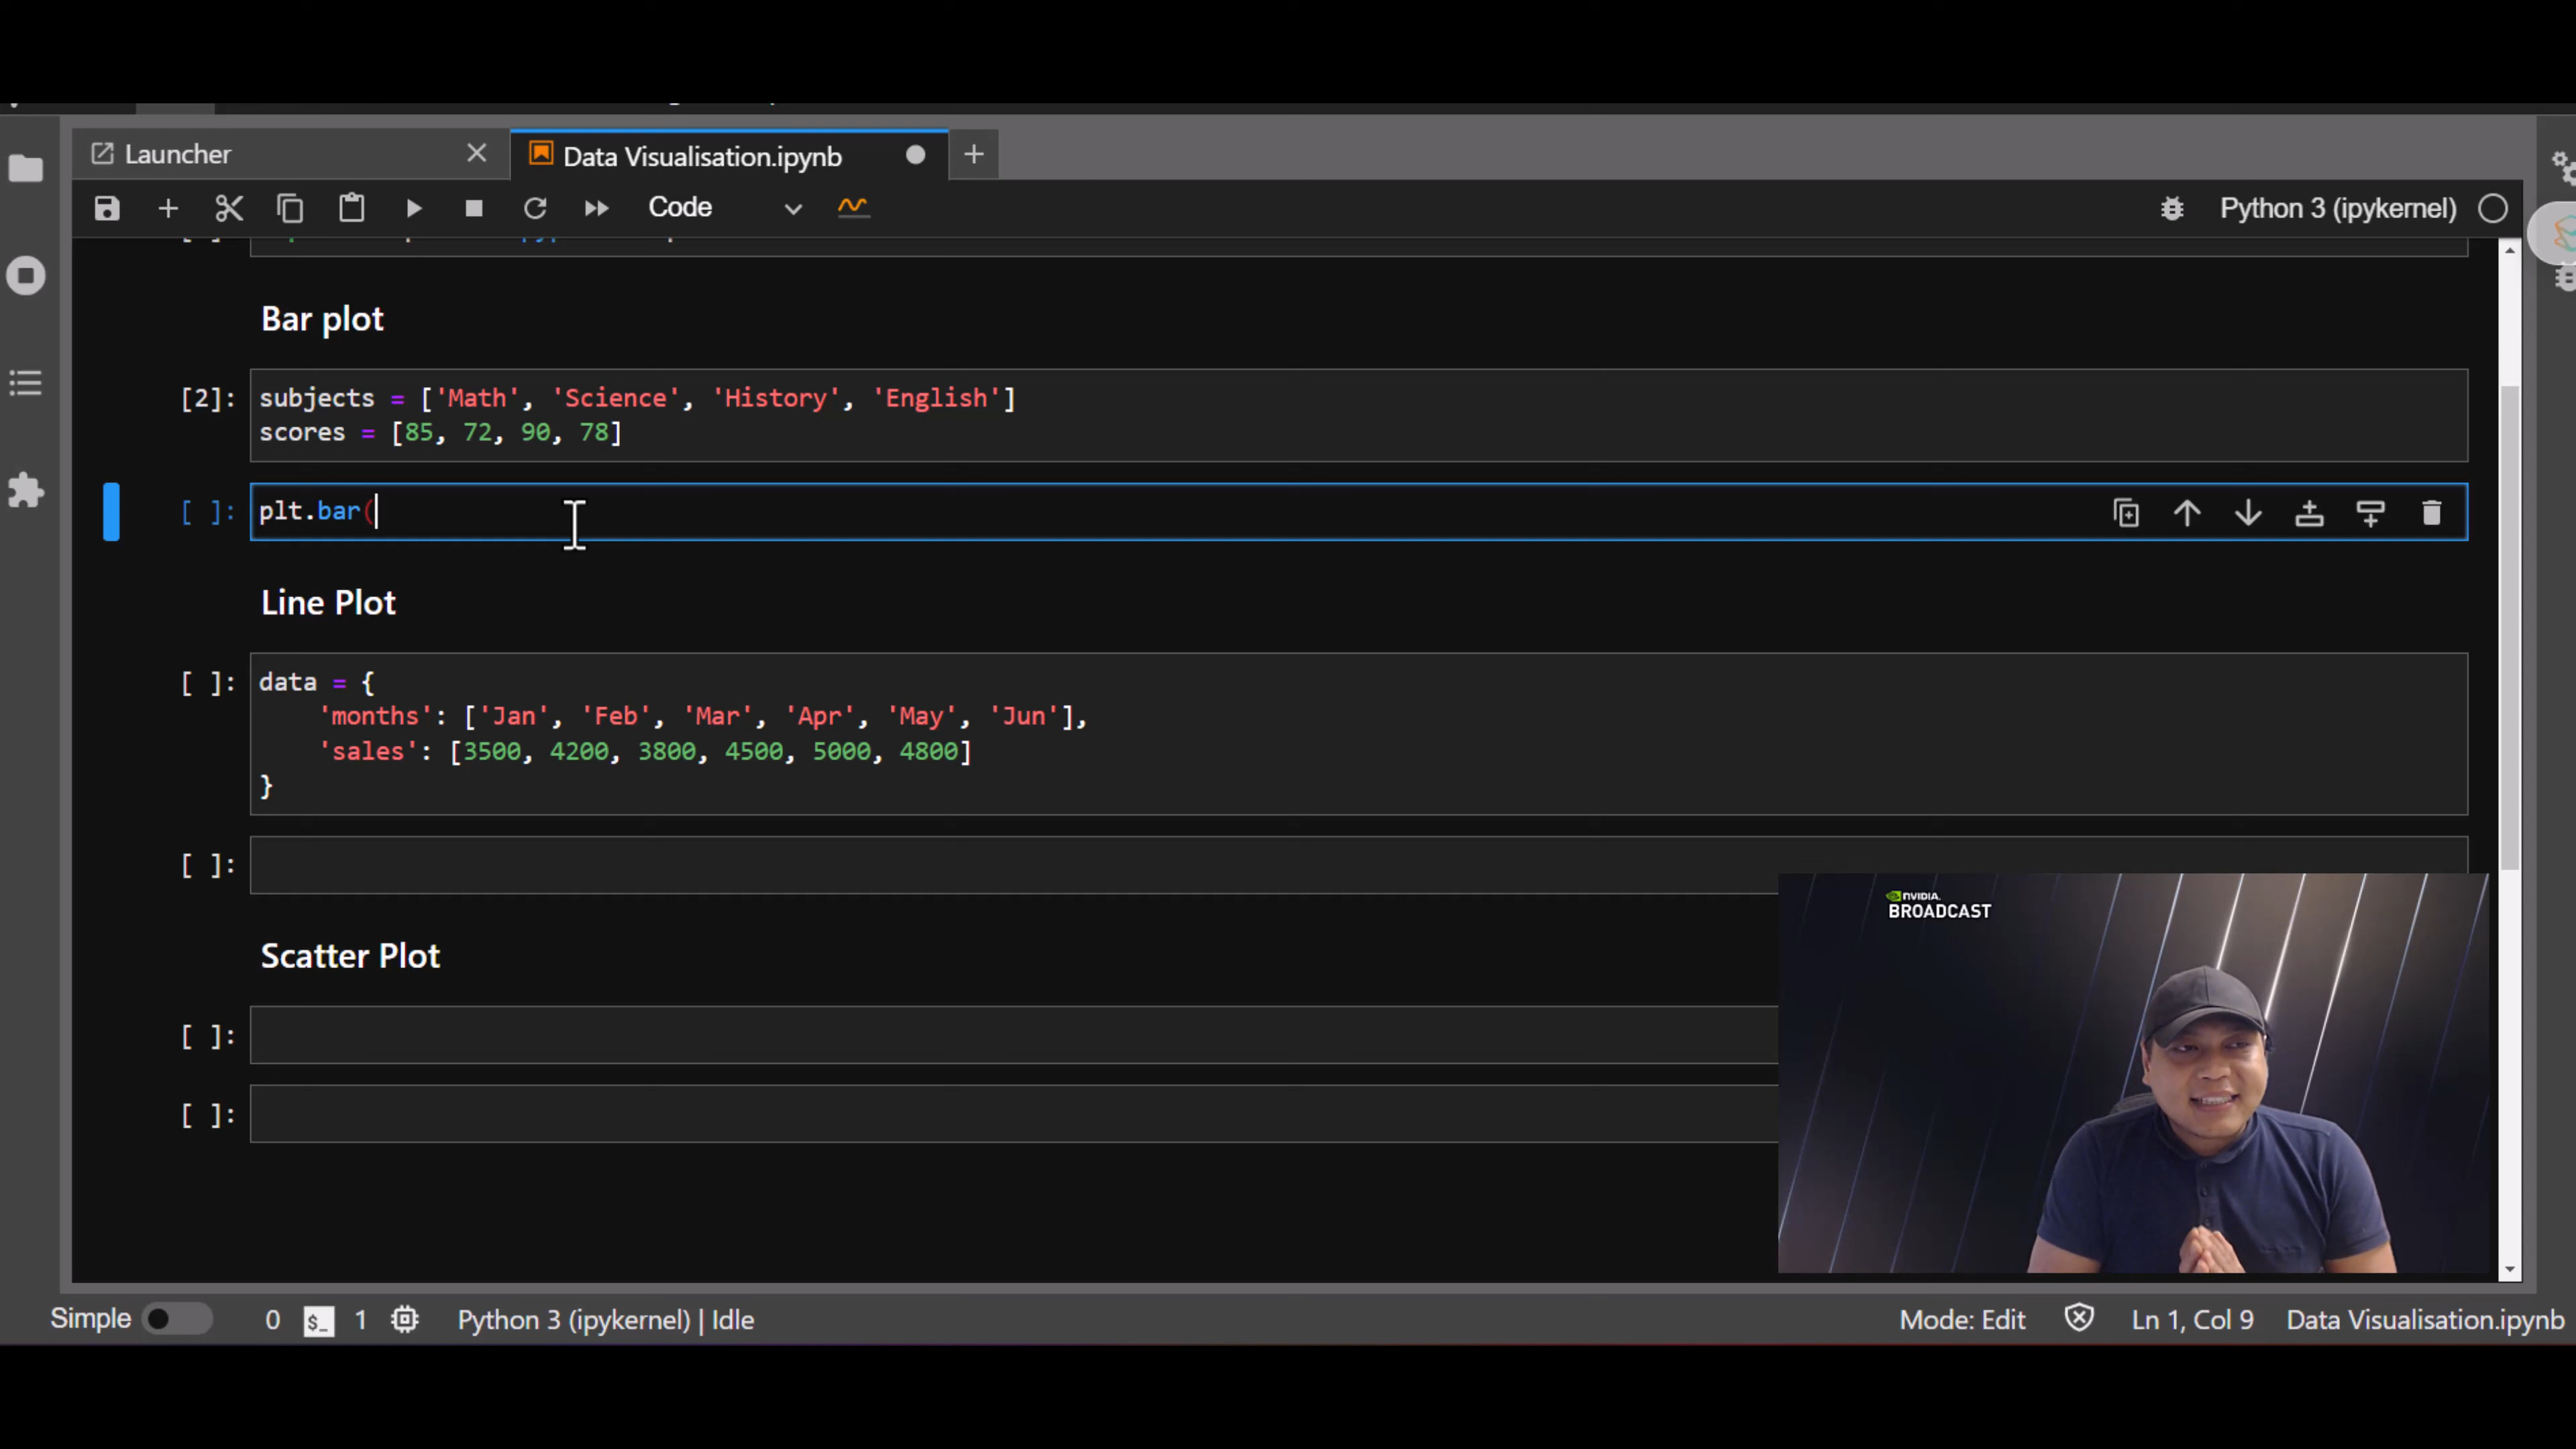 Launcher
Data Visualisation.ipynb
Code
Python 3 (ipykernel)
Bar plot
[2]:
subjects = ['Math', 'Science', 'History', 'English']
scores = [85, 72, 90, 78]
[ ]:
plt.bar(
Line Plot
[ ]:
data = {
'months': ['Jan', 'Feb', 'Mar', 'Apr', 'May', 'Jun'],
'sales': [3500, 4200, 3800, 4500, 5000, 4800]
}
[ ]:
NVIDIA.
BROADCAST
Scatter Plot
[ ]:
[ ]:
Simple 0 $_ 1 Python 3 (ipykernel) | Idle Mode: Edit Ln 1, Col 9 Data Visualisation.ipynb